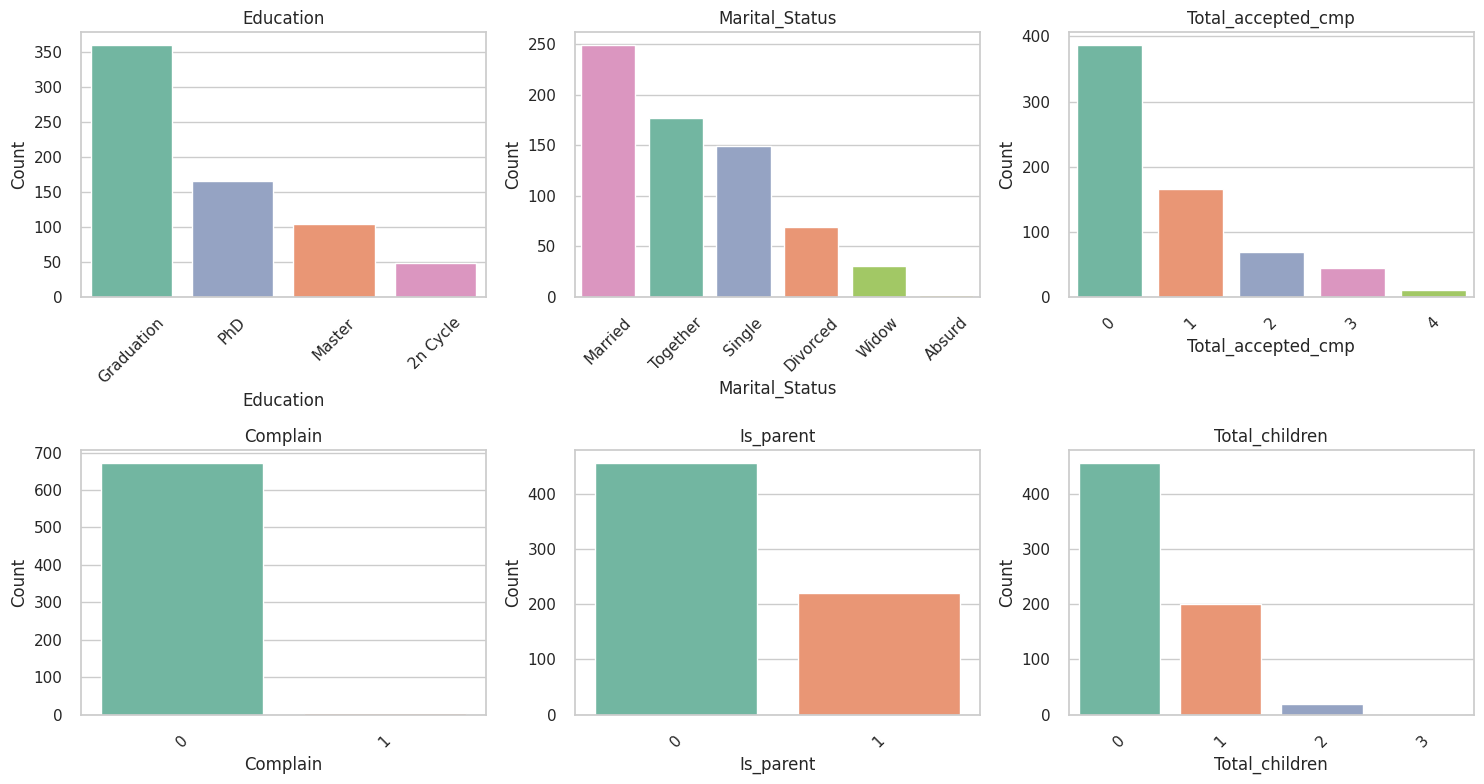 Education
Count
350
300
250
200
150
100
50
0
Graduation
PhD
Master
2n Cycle
Education
Marital_Status
Count
250
200
150
100
50
0
Married
Together
Single
Divorced
Widow
Absurd
Marital_Status
Total_accepted_cmp
Count
400
300
200
100
0
0
1
2
3
4
Total_accepted_cmp
Complain
Count
700
600
500
400
300
200
100
0
0
1
Complain
Is_parent
Count
400
300
200
100
0
0
1
Is_parent
Total_children
Count
400
300
200
100
0
0
1
2
3
Total_children